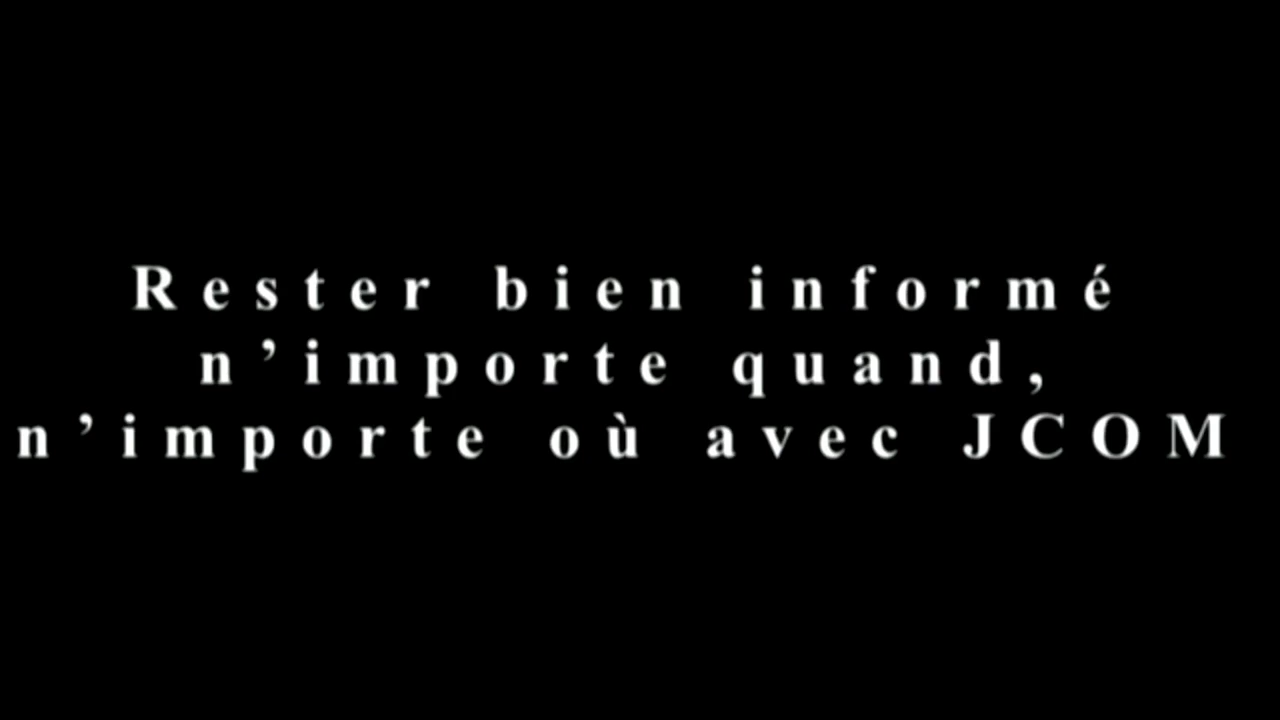 Rester bien informé
n’importe quand,
n’importe où avec JCOM